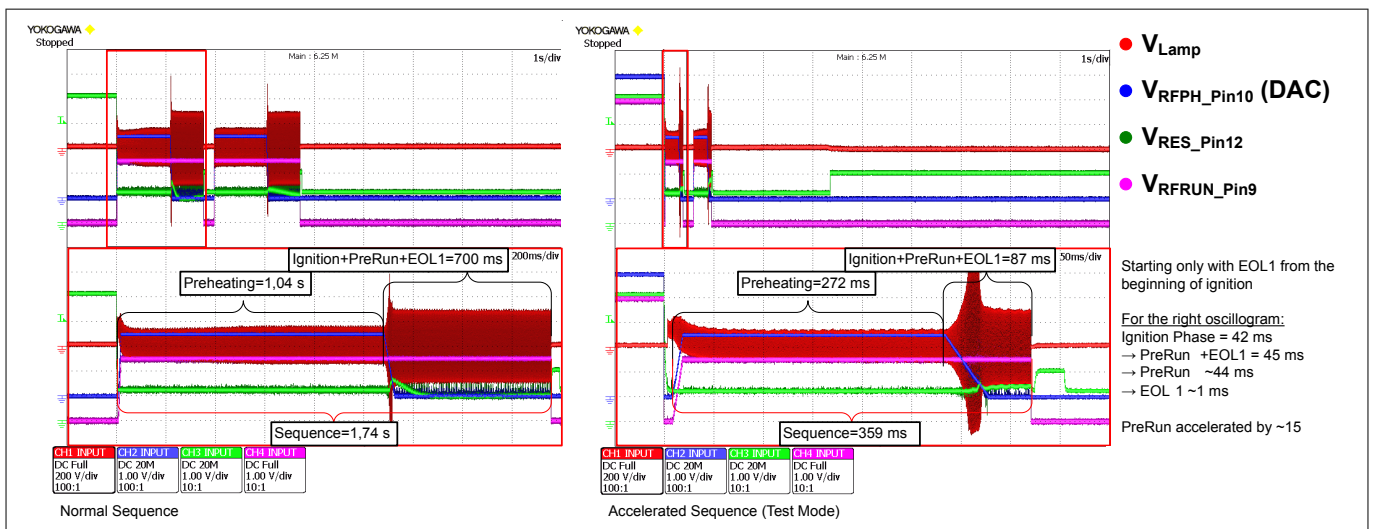 YOKOGAWA
Stopped
Main : 6.25 M
1s/div
Ignition+PreRun+EOL1=700 ms
200ms/div
Preheating=1,04 s
Sequence=1,74 s
CH1 INPUT CH2 INPUT CH3 INPUT CH4 INPUT
DC Full DC 20M DC 20M DC Full
200 V/div 1.00 V/div 1.00 V/div 1.00 V/div
100:1 100:1 10:1 10:1
Normal Sequence
YOKOGAWA
Stopped
Main : 6.25 M
1s/div
Ignition+PreRun+EOL1=87 ms
50ms/div
Preheating=272 ms
Sequence=359 ms
CH1 INPUT CH2 INPUT CH3 INPUT CH4 INPUT
DC Full DC 20M DC 20M DC Full
200 V/div 1.00 V/div 1.00 V/div 1.00 V/div
100:1 100:1 10:1 10:1
Accelerated Sequence (Test Mode)
VLamp
VRFPH_Pin10 (DAC)
VRES_Pin12
VRFRUN_Pin9
Starting only with EOL1 from the
beginning of ignition
For the right oscillogram:
Ignition Phase = 42 ms
→ PreRun +EOL1 = 45 ms
→ PreRun ~44 ms
→ EOL 1 ~1 ms
PreRun accelerated by ~15